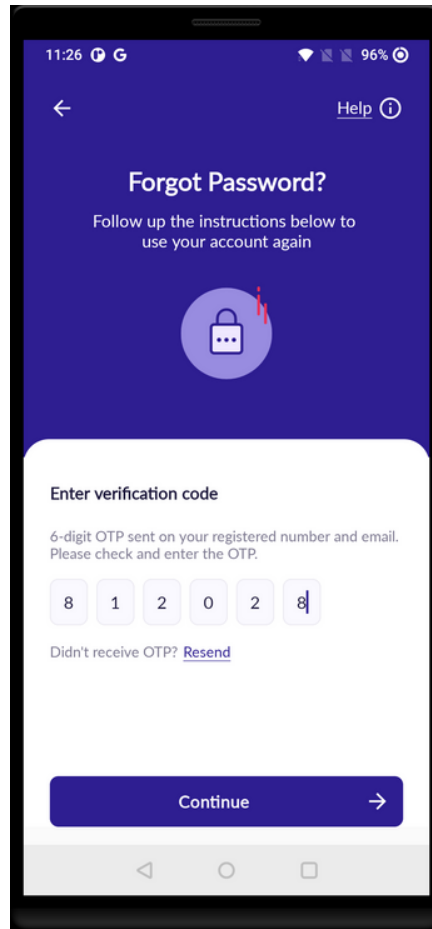 11:26 G 96%
Help
Forgot Password?
Follow up the instructions below to
use your account again
Enter verification code
6-digit OTP sent on your registered number and email.
Please check and enter the OTP.
8 1 2 0 2 8
Didn't receive OTP? Resend
Continue